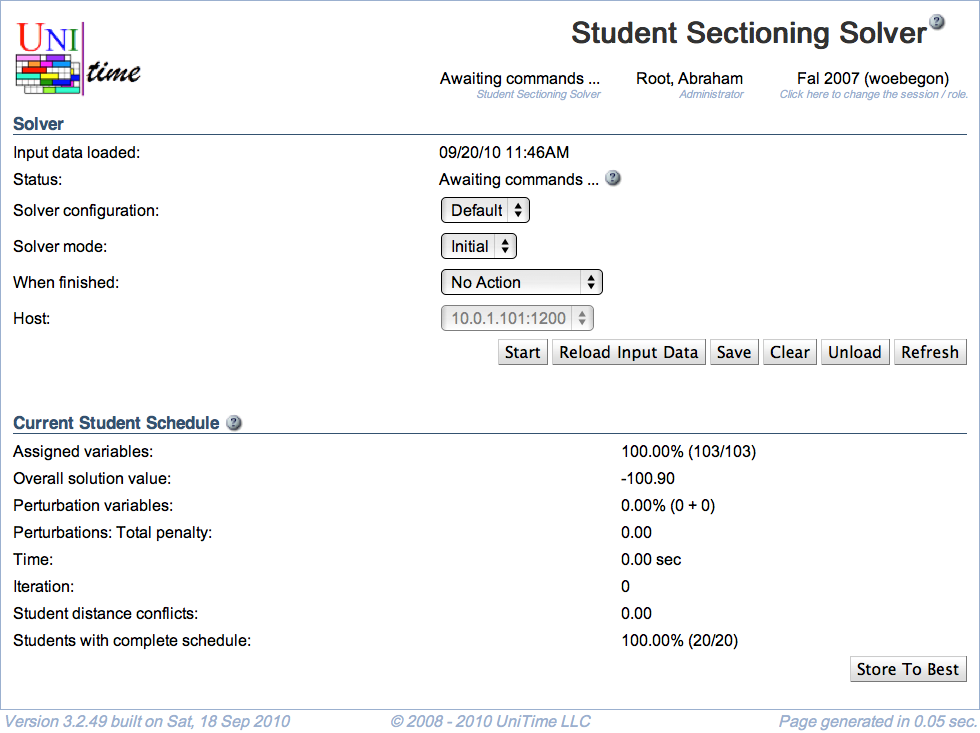 UNI
time
Student Sectioning Solver
Awaiting commands ... Root, Abraham Fal 2007 (woebegon)
Student Sectioning Solver Administrator Click here to change the session / role.
Solver
Input data loaded: 09/20/10 11:46AM
Status: Awaiting commands ...
Solver configuration: Default
Solver mode: Initial
When finished: No Action
Host: 10.0.1.101:1200
Start Reload Input Data Save Clear Unload Refresh
Current Student Schedule
Assigned variables: 100.00% (103/103)
Overall solution value: -100.90
Perturbation variables: 0.00% (0 + 0)
Perturbations: Total penalty: 0.00
Time: 0.00 sec
Iteration: 0
Student distance conflicts: 0.00
Students with complete schedule: 100.00% (20/20)
Store To Best
Version 3.2.49 built on Sat, 18 Sep 2010 © 2008 - 2010 UniTime LLC Page generated in 0.05 sec.